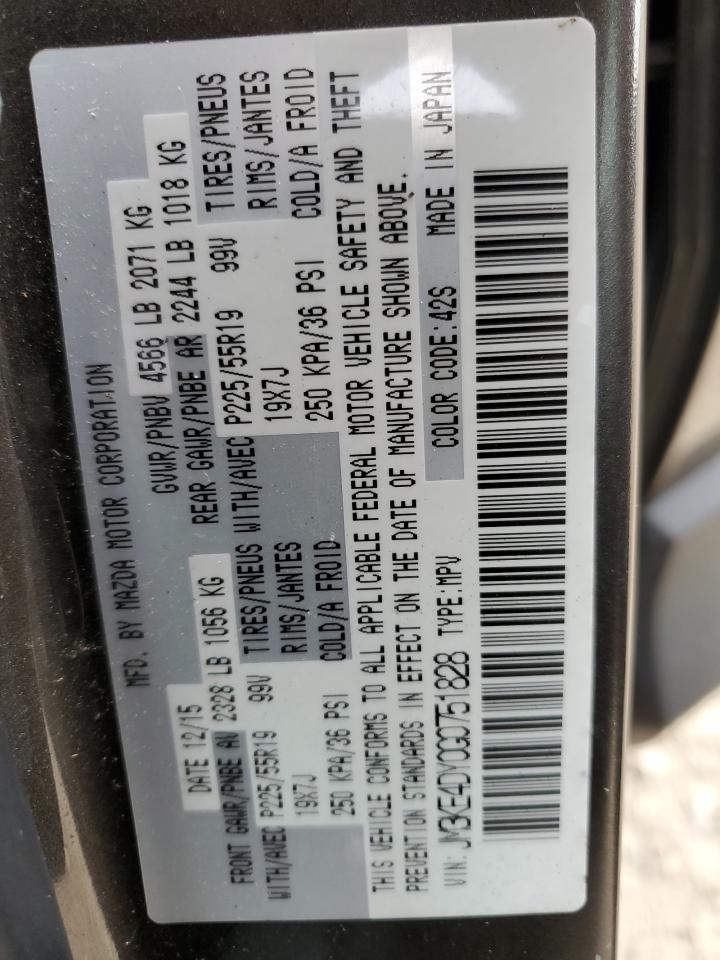 MFD. BY MAZDA MOTOR CORPORATION
DATE 12/15 GVWR/PNBV 4566 LB 2071 KG
FRONT GAWR/PNBE AV 2328 LB 1056 KG REAR GAWR/PNBE AR 2244 LB 1018 KG
WITH/AVEC P225/55R19 99V TIRES/PNEUS WITH/AVEC P225/55R19 99V TIRES/PNEUS
19X7J RIMS/JANTES 19X7J RIMS/JANTES
250 KPA/36 PSI COLD/A FROID 250 KPA/36 PSI COLD/A FROID
THIS VEHICLE CONFORMS TO ALL APPLICABLE FEDERAL MOTOR VEHICLE SAFETY AND THEFT
PREVENTION STANDARDS IN EFFECT ON THE DATE OF MANUFACTURE SHOWN ABOVE.
VIN: JM3KE4DY0G0751828 TYPE:MPV COLOR CODE:42S MADE IN JAPAN